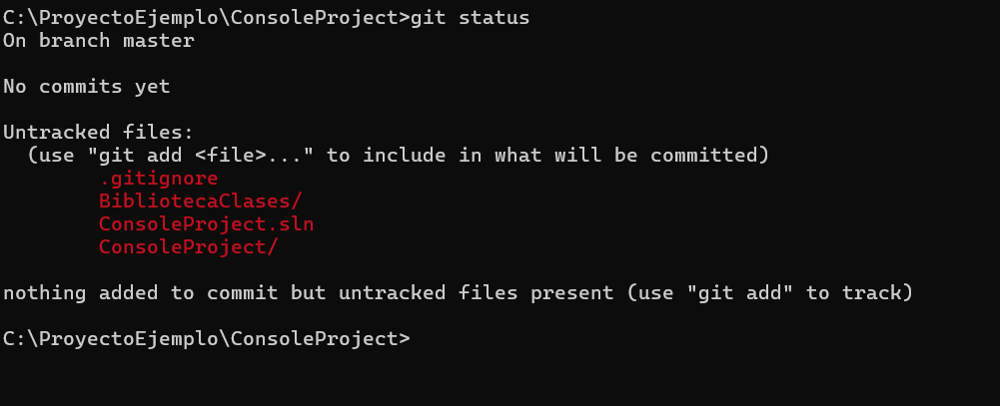 C:\ProyectoEjemplo\ConsoleProject>git status
On branch master
No commits yet
Untracked files:
(use "git add <file>..." to include in what will be committed)
.gitignore
BibliotecaClases/
ConsoleProject.sln
ConsoleProject/
nothing added to commit but untracked files present (use "git add" to track)
C:\ProyectoEjemplo\ConsoleProject>